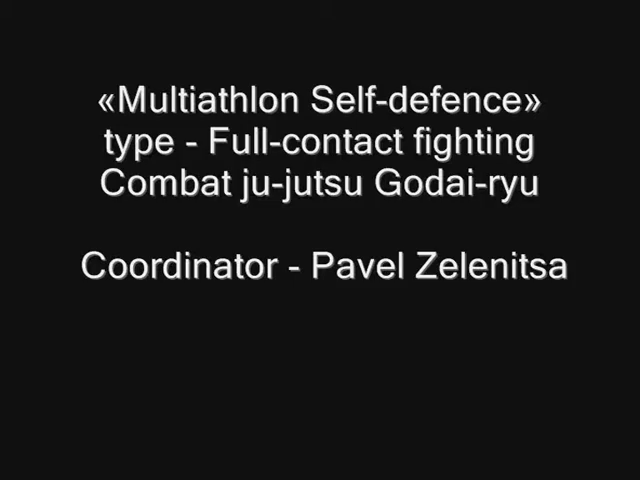 «Multiathlon Self-defence»
type - Full-contact fighting
Combat ju-jutsu Godai-ryu
Coordinator - Pavel Zelenitsa